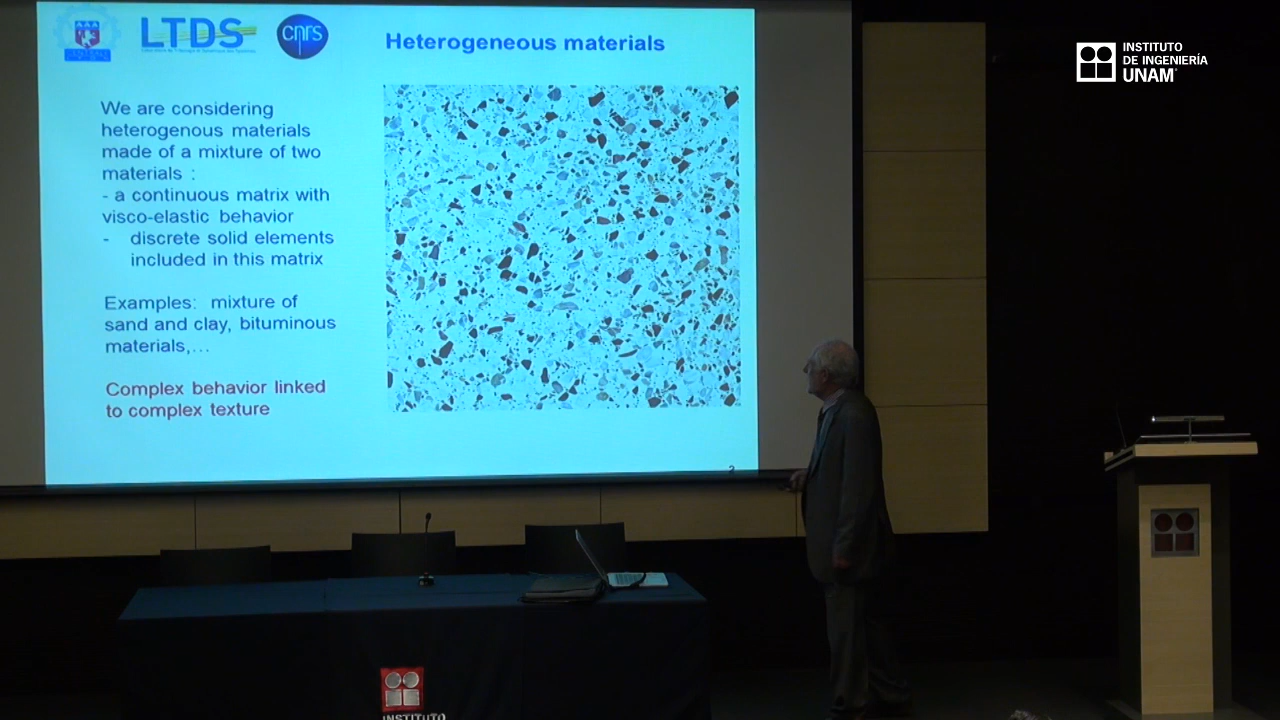 LTDS
cnrs
Heterogeneous materials
INSTITUTO
DE INGENIERÍA
UNAM
We are considering
heterogenous materials
made of a mixture of two
materials :
- a continuous matrix with
visco-elastic behavior
- discrete solid elements
included in this matrix
Examples: mixture of
sand and clay, bituminous
materials,...
Complex behavior linked
to complex texture
2
INSTITUTO